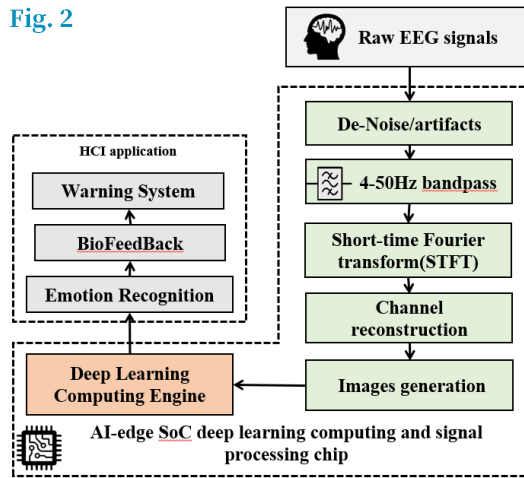 Fig. 2
Raw EEG signals
De-Noise/artifacts
4-50Hz bandpass
Short-time Fourier
transform(STFT)
Channel
reconstruction
Images generation
Deep Learning
Computing Engine
HCI application
Warning System
BioFeedBack
Emotion Recognition
AI-edge SoC deep learning computing and signal
processing chip